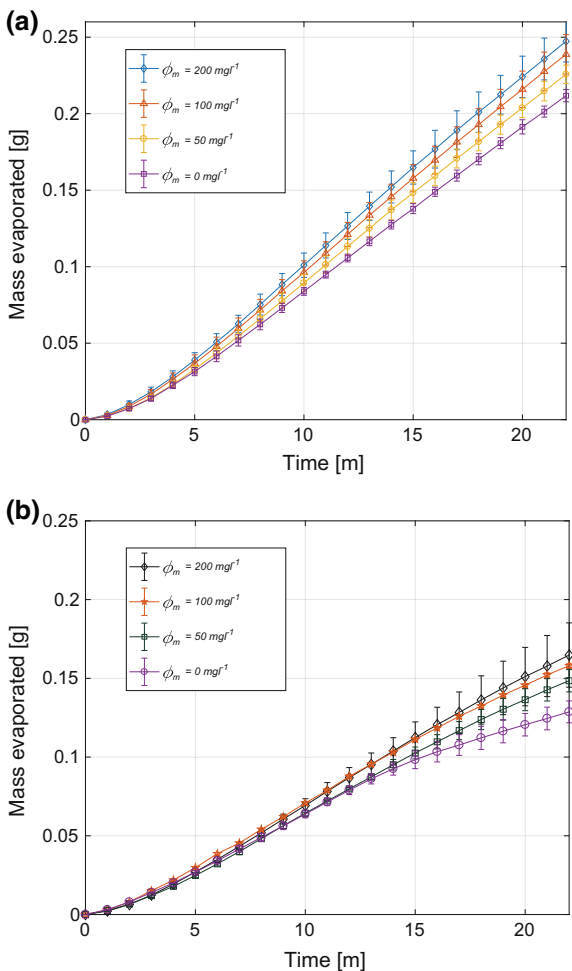 (a)
0.25
0.2
0.15
0.1
0.05
0
Mass evaporated [g]
ϕm = 200 mgl-1
ϕm = 100 mgl-1
ϕm = 50 mgl-1
ϕm = 0 mgl-1
0 5 10 15 20
Time [m]
(b)
0.25
0.2
0.15
0.1
0.05
0
Mass evaporated [g]
ϕm = 200 mgl-1
ϕm = 100 mgl-1
ϕm = 50 mgl-1
ϕm = 0 mgl-1
0 5 10 15 20
Time [m]